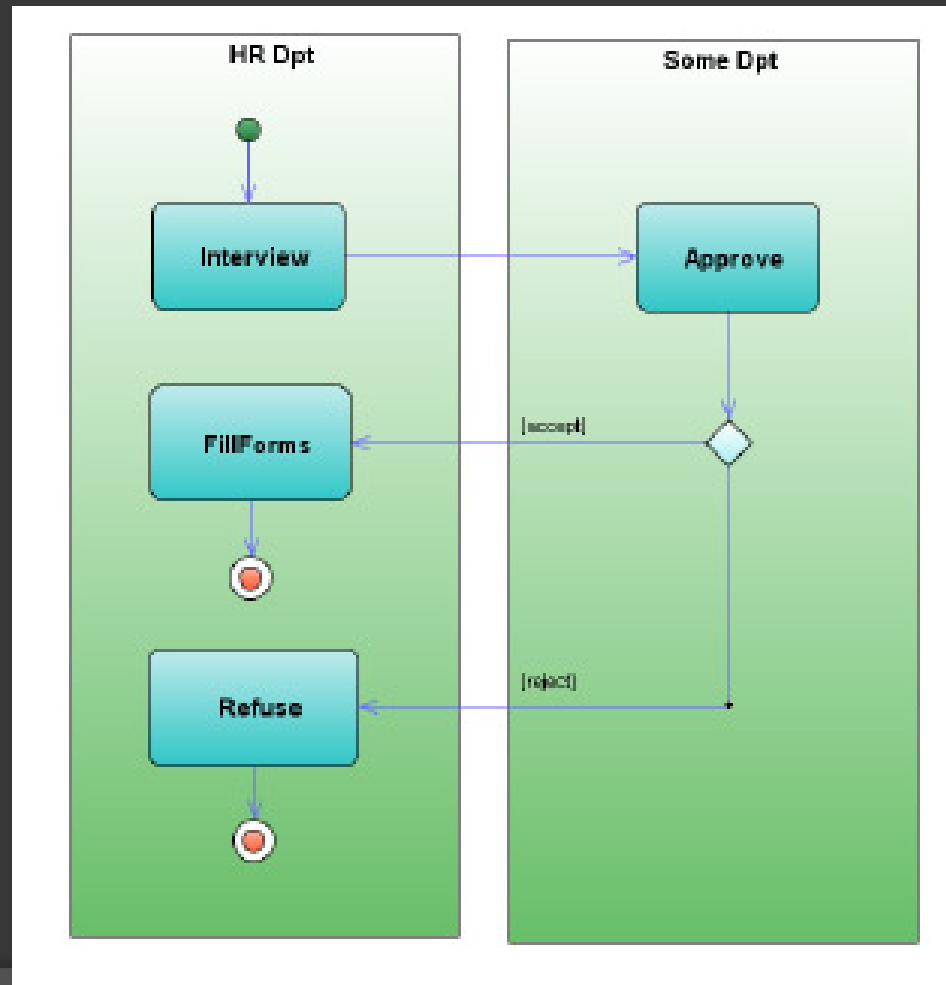 HR Dpt
Some Dpt
Interview
Approve
[accept]
FillForms
[reject]
Refuse